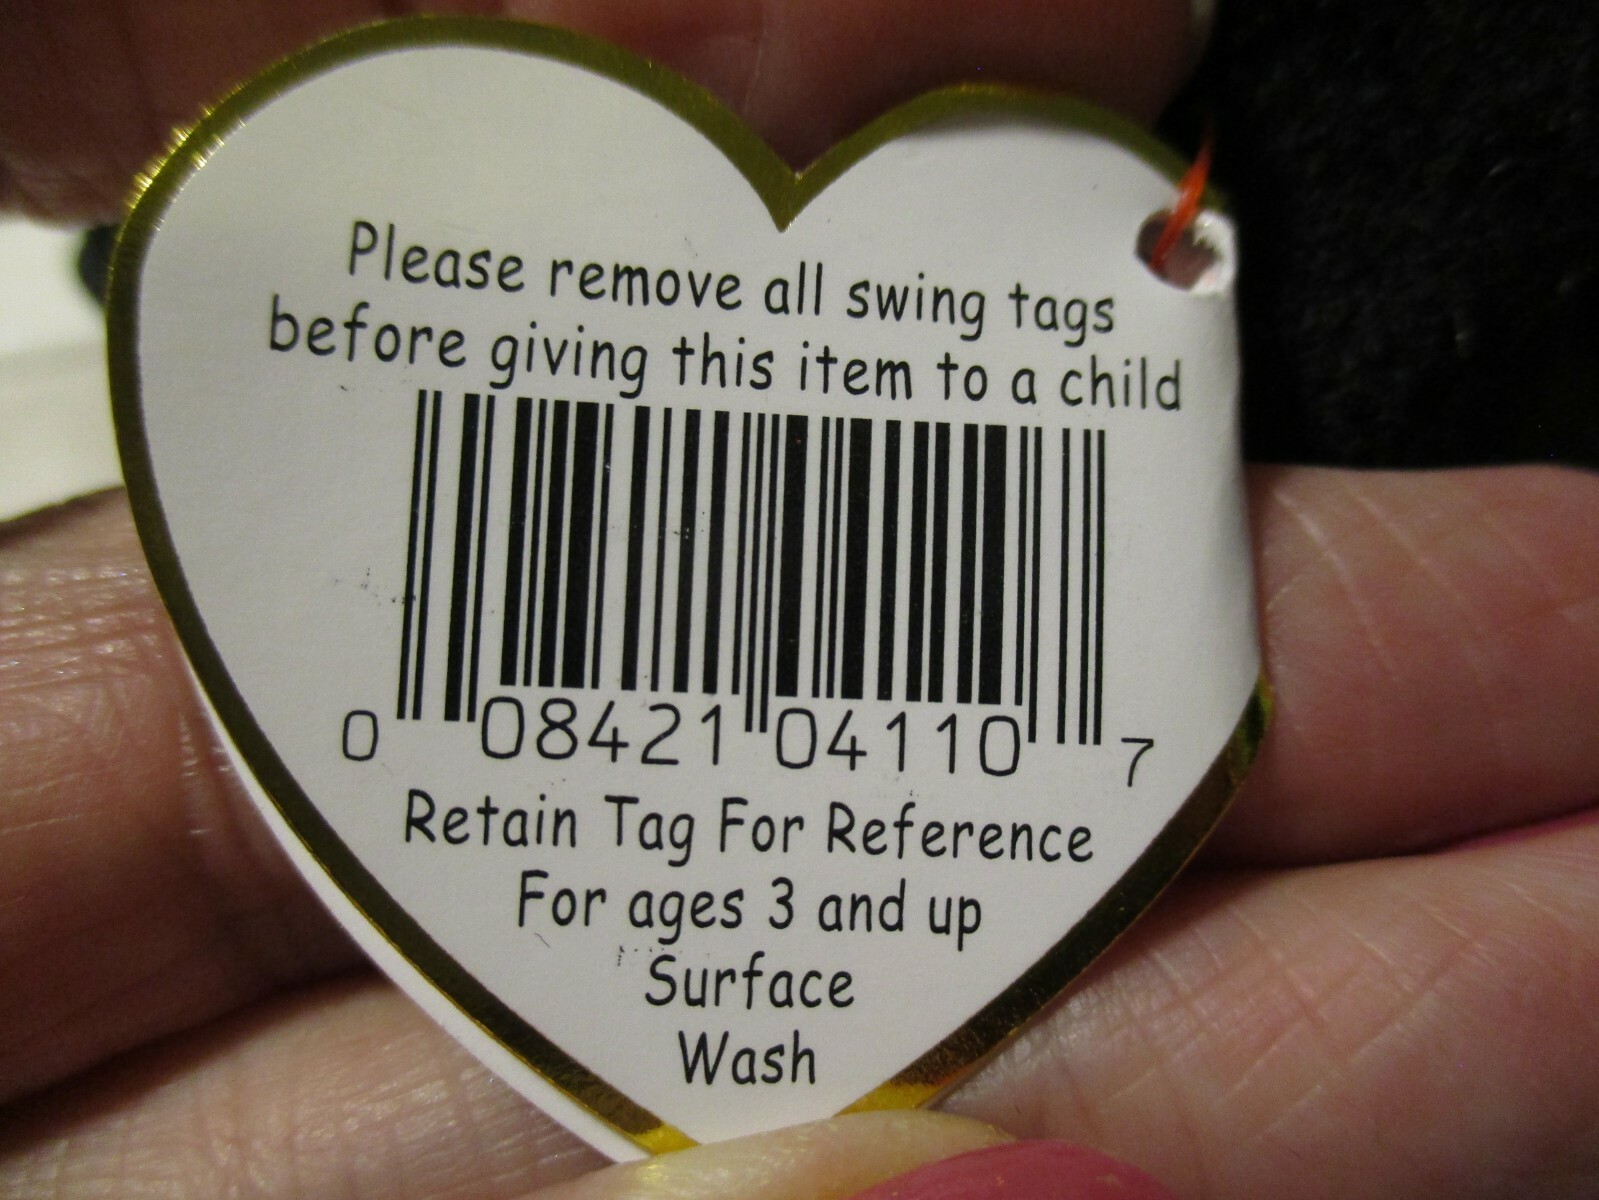 Please remove all swing tags
before giving this item to a child
0 08421 04110 7
Retain Tag For Reference
For ages 3 and up
Surface
Wash